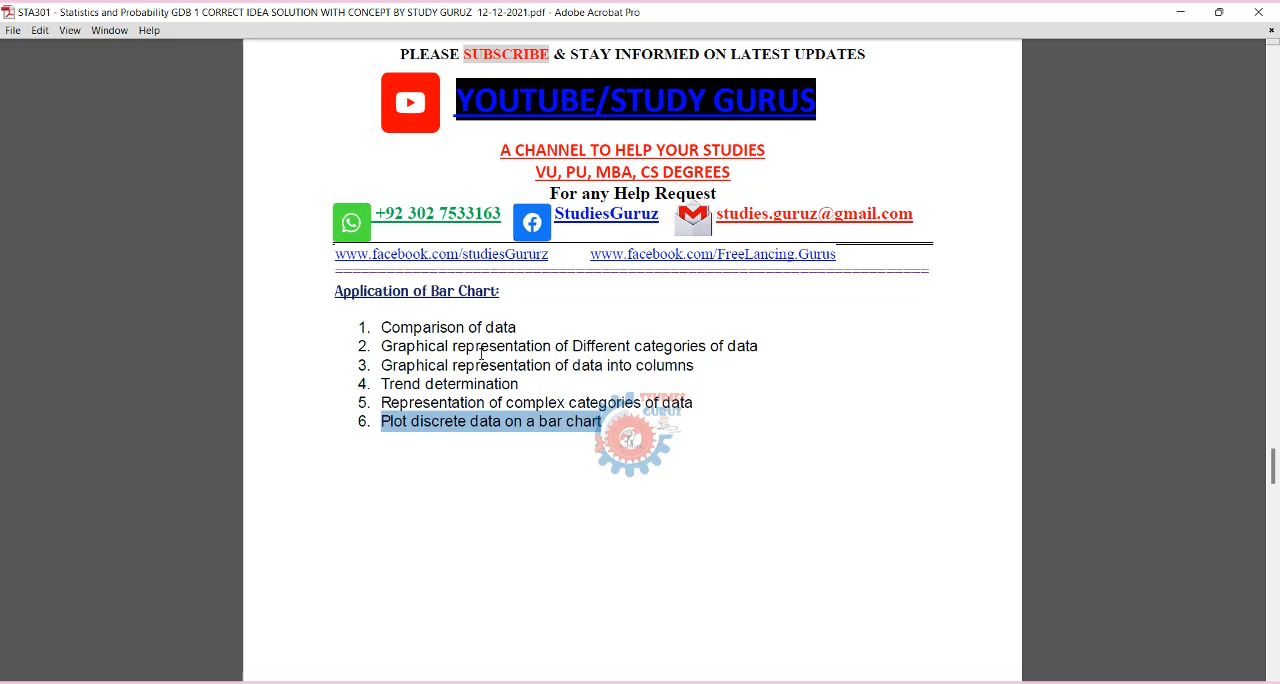 STA301 - Statistics and Probability GDB 1 CORRECT IDEA SOLUTION WITH CONCEPT BY STUDY GURUZ 12-12-2021.pdf - Adobe Acrobat Pro
File Edit View Window Help
PLEASE SUBSCRIBE & STAY INFORMED ON LATEST UPDATES
YOUTUBE/STUDY GURUS
A CHANNEL TO HELP YOUR STUDIES
VU, PU, MBA, CS DEGREES
For any Help Request
+92 302 7533163 StudiesGuruz studies.guruz@gmail.com
www.facebook.com/studiesGururz www.facebook.com/FreeLancing.Gurus
Application of Bar Chart:
1. Comparison of data
2. Graphical representation of Different categories of data
3. Graphical representation of data into columns
4. Trend determination
5. Representation of complex categories of data
6. Plot discrete data on a bar chart
STUDIES
GURUZ